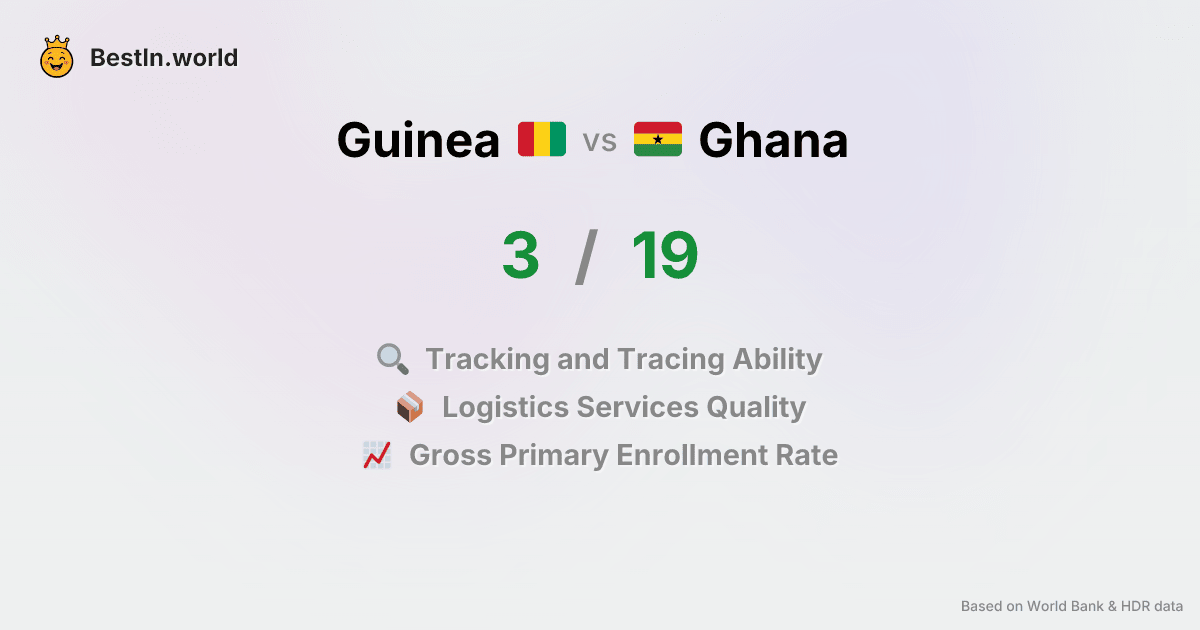 BestIn.world
Guinea vs Ghana
3 / 19
Tracking and Tracing Ability
Logistics Services Quality
Gross Primary Enrollment Rate
Based on World Bank & HDR data